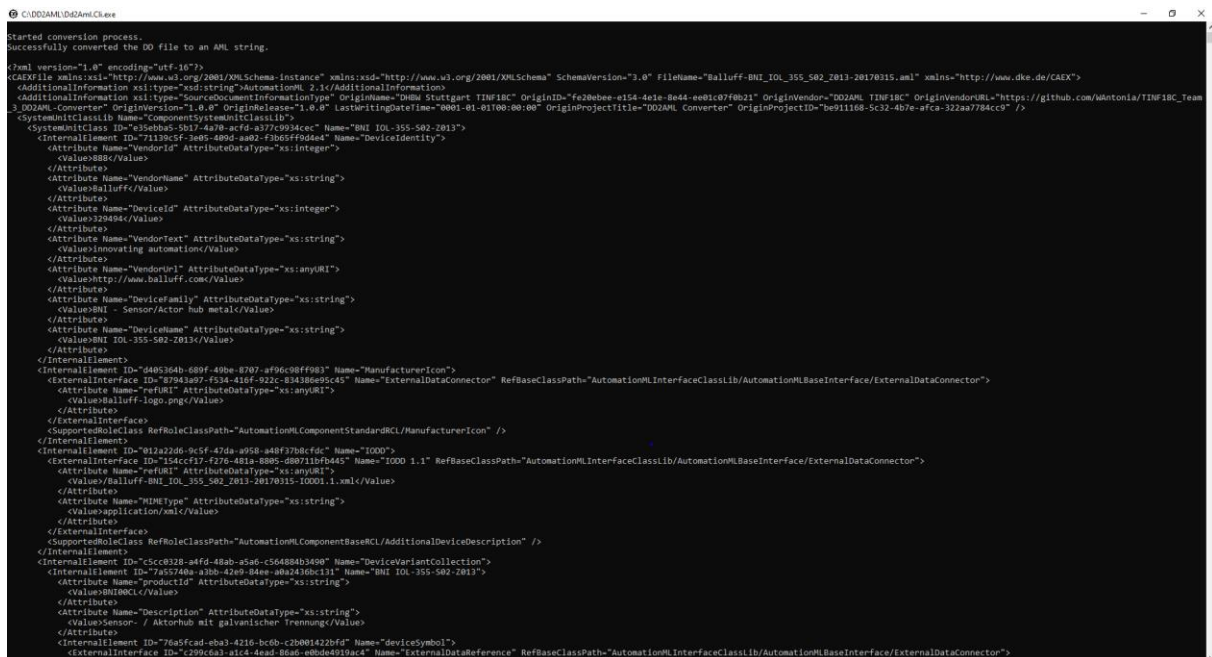 C:\DD2AML\Dd2Aml.Cli.exe
Started conversion process.
Successfully converted the DD file to an AML string.
<?xml version="1.0" encoding="utf-16"?>
<CAEXFile xmlns:xsi="http://www.w3.org/2001/XMLSchema-instance" xmlns:xsd="http://www.w3.org/2001/XMLSchema" SchemaVersion="3.0" FileName="Balluff-BNI_IOL_355_S02_Z013-20170315.aml" xmlns="http://www.dke.de/CAEX">
<AdditionalInformation xsi:type="xsd:string">AutomationML 2.1</AdditionalInformation>
<AdditionalInformation xsi:type="SourceDocumentInformationType" OriginName="DHBW Stuttgart TINF18C" OriginID="fe20ebee-e154-4e1e-8e44-ee01c07f0b21" OriginVendor="DD2AML TINF18C" OriginVendorURL="https://github.com/WAntonia/TINF18C_Team
_3_DD2AML-Converter" OriginVersion="1.0.0" OriginRelease="1.0.0" LastWritingDateTime="0001-01-01T00:00:00" OriginProjectTitle="DD2AML Converter" OriginProjectID="be911168-5c32-4b7e-afca-322aa7784cc9" />
<SystemUnitClassLib Name="ComponentSystemUnitClassLib">
<SystemUnitClass ID="e35ebba5-5b17-4a70-acfd-a377c9934cec" Name="BNI IOL-355-S02-Z013">
<InternalElement ID="71139c5f-3e05-409d-aa02-f3b65ff9d4e4" Name="DeviceIdentity">
<Attribute Name="VendorId" AttributeDataType="xs:integer">
<Value>888</Value>
</Attribute>
<Attribute Name="VendorName" AttributeDataType="xs:string">
<Value>Balluff</Value>
</Attribute>
<Attribute Name="DeviceId" AttributeDataType="xs:integer">
<Value>329494</Value>
</Attribute>
<Attribute Name="VendorText" AttributeDataType="xs:string">
<Value>innovating automation</Value>
</Attribute>
<Attribute Name="VendorUrl" AttributeDataType="xs:anyURI">
<Value>http://www.balluff.com</Value>
</Attribute>
<Attribute Name="DeviceFamily" AttributeDataType="xs:string">
<Value>BNI - Sensor/Actor hub metal</Value>
</Attribute>
<Attribute Name="DeviceName" AttributeDataType="xs:string">
<Value>BNI IOL-355-S02-Z013</Value>
</Attribute>
</InternalElement>
<InternalElement ID="d405364b-689f-49be-8707-af96c98ff983" Name="ManufacturerIcon">
<ExternalInterface ID="87943a97-f534-416f-922c-834386e95c45" Name="ExternalDataConnector" RefBaseClassPath="AutomationMLInterfaceClassLib/AutomationMLBaseInterface/ExternalDataConnector">
<Attribute Name="refURI" AttributeDataType="xs:anyURI">
<Value>Balluff-logo.png</Value>
</Attribute>
</ExternalInterface>
<SupportedRoleClass RefRoleClassPath="AutomationMLComponentStandardRCL/ManufacturerIcon" />
</InternalElement>
<InternalElement ID="012a22d6-9c5f-47da-a958-a48f37b8cfdc" Name="IODD">
<ExternalInterface ID="154ccf17-f276-481a-8805-d80711bfb445" Name="IODD 1.1" RefBaseClassPath="AutomationMLInterfaceClassLib/AutomationMLBaseInterface/ExternalDataConnector">
<Attribute Name="refURI" AttributeDataType="xs:anyURI">
<Value>/Balluff-BNI_IOL_355_S02_Z013-20170315-IODD1.1.xml</Value>
</Attribute>
<Attribute Name="MIMEType" AttributeDataType="xs:string">
<Value>application/xml</Value>
</Attribute>
</ExternalInterface>
<SupportedRoleClass RefRoleClassPath="AutomationMLComponentBaseRCL/AdditionalDeviceDescription" />
</InternalElement>
<InternalElement ID="c5cc0328-a4fd-48ab-a5a6-c564884b3490" Name="DeviceVariantCollection">
<InternalElement ID="7a55740a-a3bb-42e9-84ee-a0a2436bc131" Name="BNI IOL-355-S02-Z013">
<Attribute Name="productId" AttributeDataType="xs:string">
<Value>BNI00CL</Value>
</Attribute>
<Attribute Name="Description" AttributeDataType="xs:string">
<Value>Sensor- / Aktorhub mit galvanischer Trennung</Value>
</Attribute>
<InternalElement ID="76a5fcad-eba3-4216-bc6b-c2b001422bfd" Name="deviceSymbol">
<ExternalInterface ID="c299c6a3-a1c4-4ead-86a6-e0bde4919ac4" Name="ExternalDataReference" RefBaseClassPath="AutomationMLInterfaceClassLib/AutomationMLBaseInterface/ExternalDataConnector">